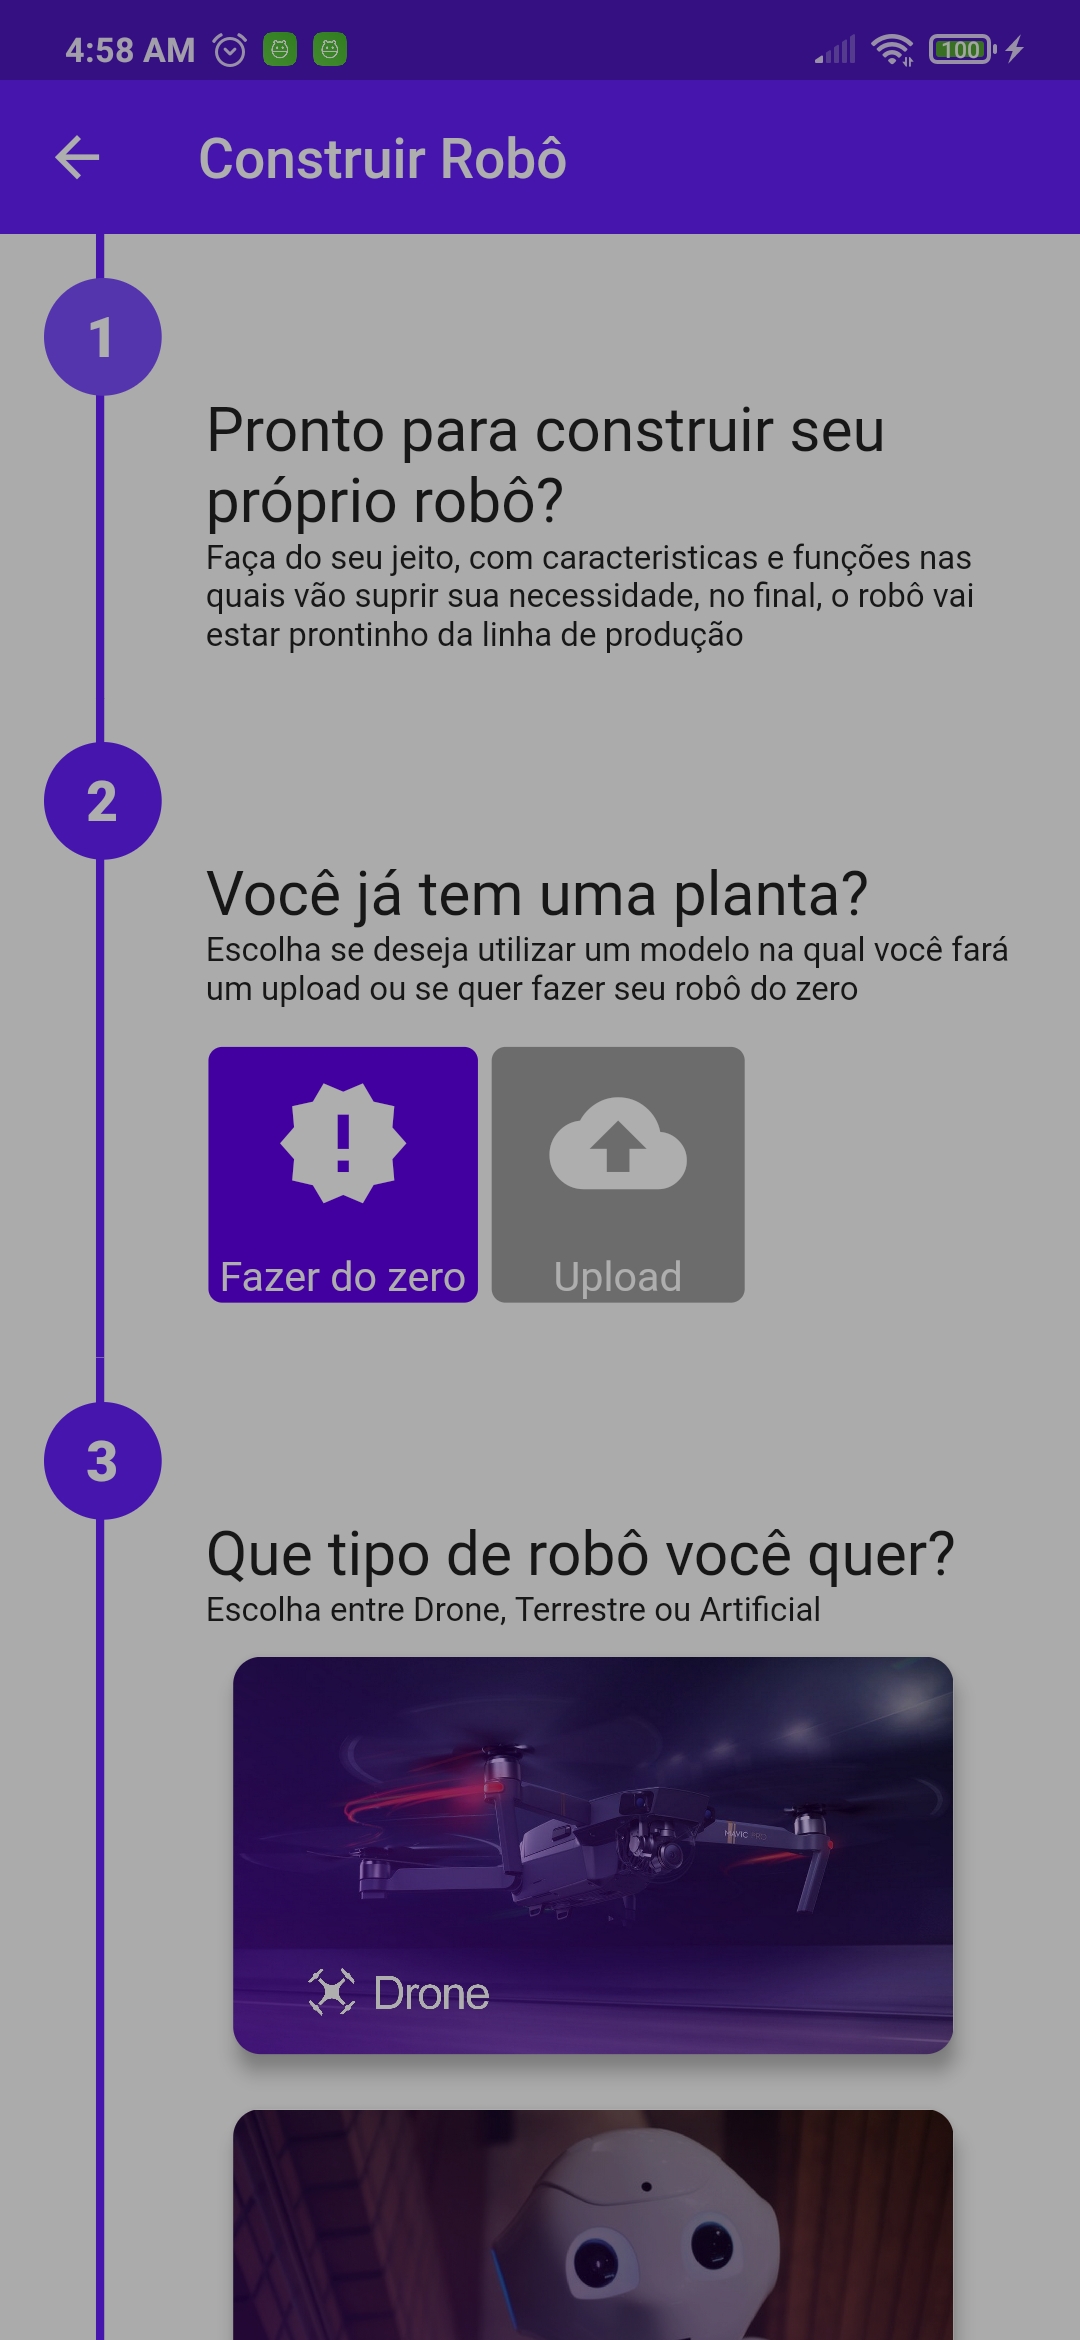 4:58 AM
100
Construir Robô
1
Pronto para construir seu
próprio robô?
Faça do seu jeito, com caracteristicas e funções nas
quais vão suprir sua necessidade, no final, o robô vai
estar prontinho da linha de produção
2
Você já tem uma planta?
Escolha se deseja utilizar um modelo na qual você fará
um upload ou se quer fazer seu robô do zero
Fazer do zero
Upload
3
Que tipo de robô você quer?
Escolha entre Drone, Terrestre ou Artificial
MAVIC PRO
Drone